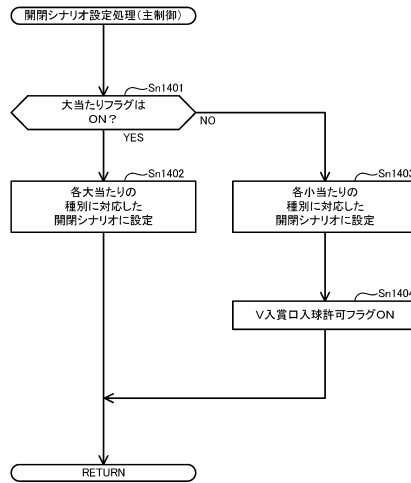 開閉シナリオ設定処理(主制御)
Sn1401
大当たりフラグは
ON?
NO
YES
Sn1402
各大当たりの
種別に対応した
開閉シナリオに設定
Sn1403
各小当たりの
種別に対応した
開閉シナリオに設定
Sn1404
V入賞口入球許可フラグON
RETURN